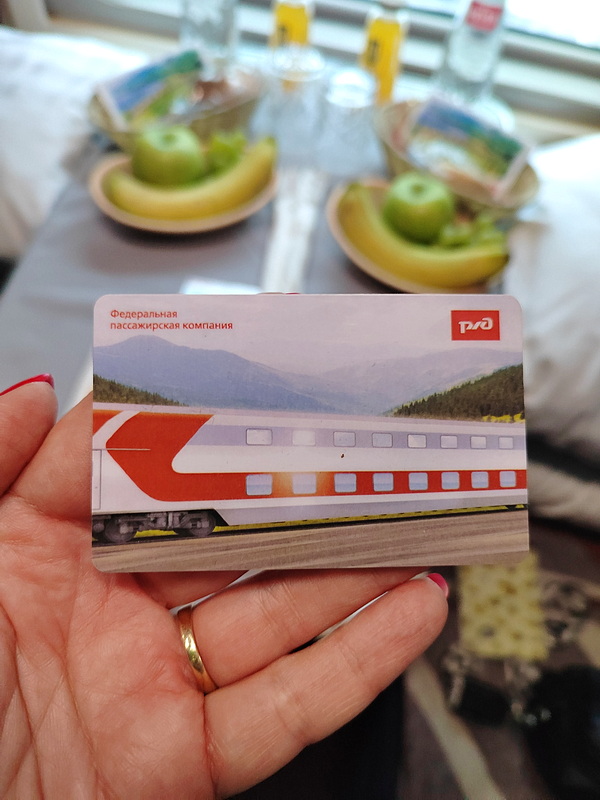 Федеральная
пассажирская компания
ржд